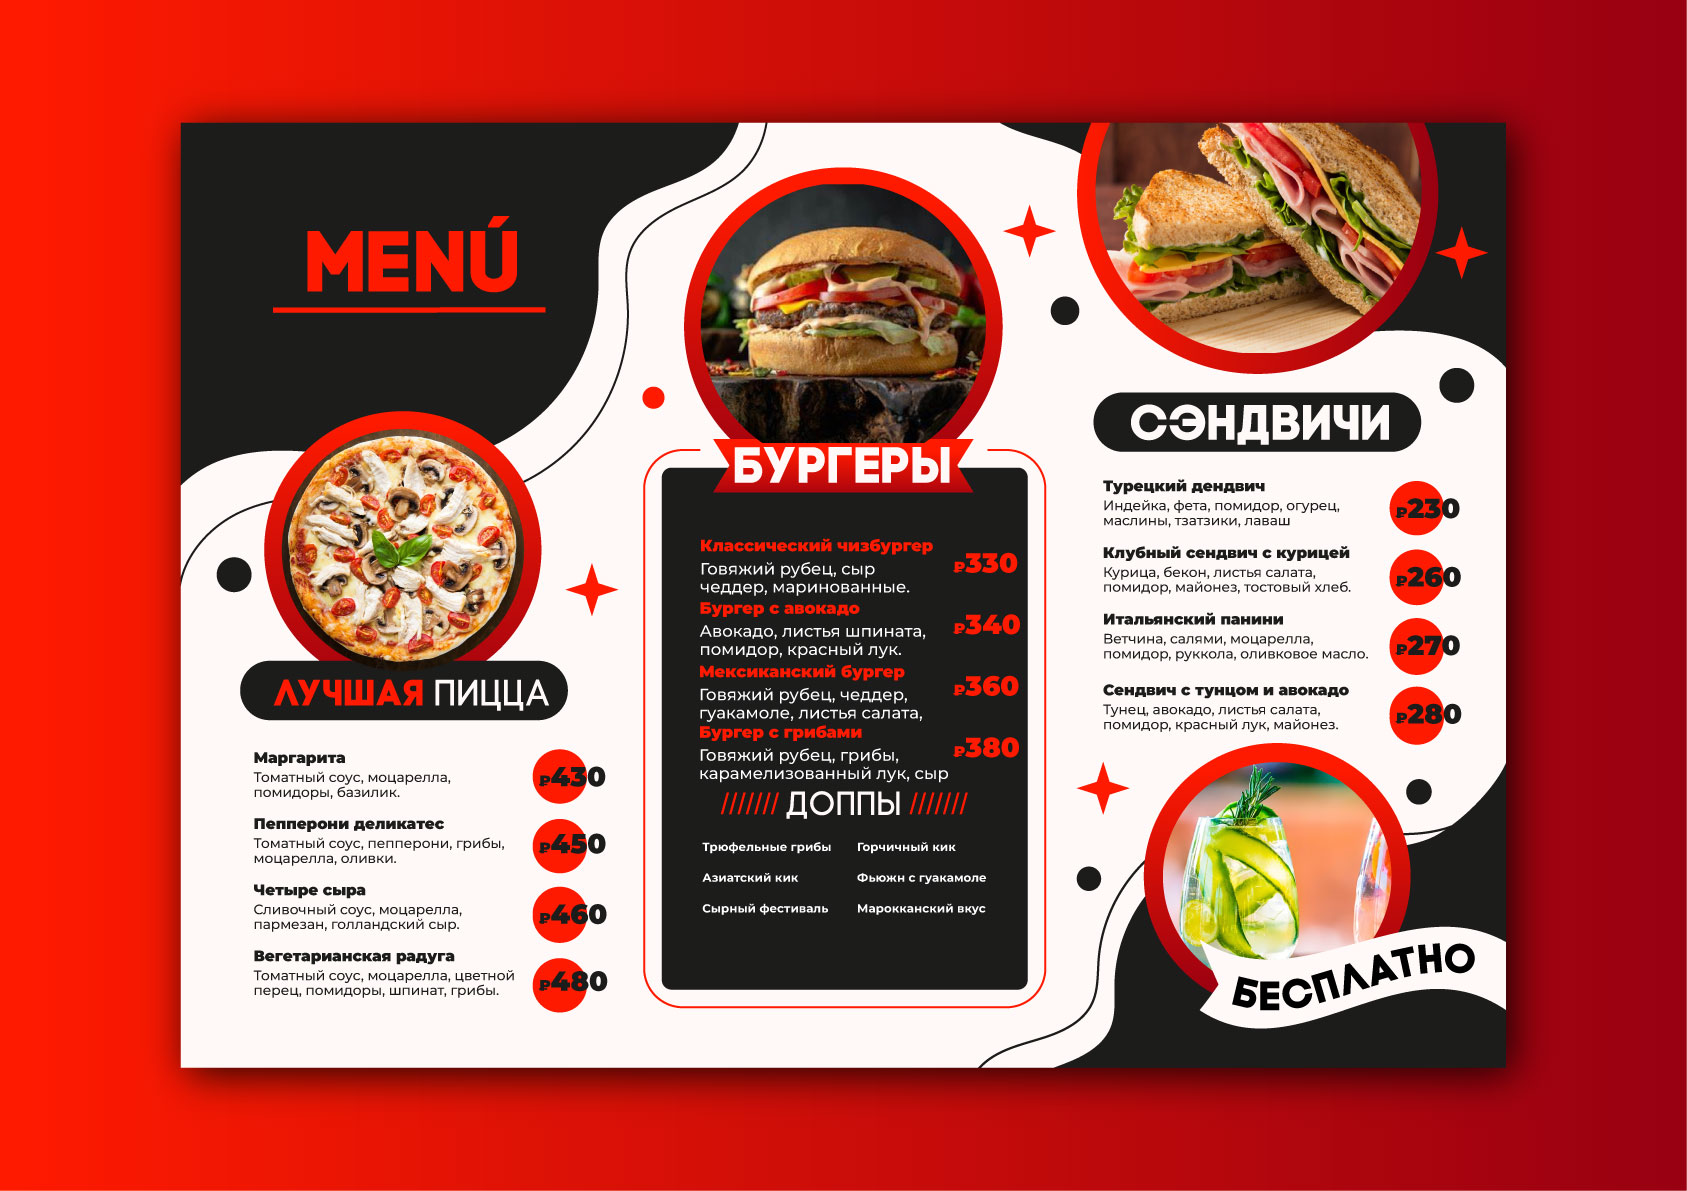 MENÚ
ЛУЧШАЯ ПИЦЦА
Маргарита
Томатный соус, моцарелла,
помидоры, базилик.
₽430
Пепперони деликатес
Томатный соус, пепперони, грибы,
моцарелла, оливки.
₽450
Четыре сыра
Сливочный соус, моцарелла,
пармезан, голландский сыр.
₽460
Вегетарианская радуга
Томатный соус, моцарелла, цветной
перец, помидоры, шпинат, грибы.
₽480
БУРГЕРЫ
Классический чизбургер
Говяжий рубец, сыр
чеддер, маринованные.
₽330
Бургер с авокадо
Авокадо, листья шпината,
помидор, красный лук.
₽340
Мексиканский бургер
Говяжий рубец, чеддер,
гуакамоле, листья салата,
₽360
Бургер с грибами
Говяжий рубец, грибы,
карамелизованный лук, сыр
₽380
/////// ДОППЫ ///////
Трюфельные грибы Горчичный кик
Азиатский кик Фьюжн с гуакамоле
Сырный фестиваль Марокканский вкус
СЭНДВИЧИ
Турецкий дендвич
Индейка, фета, помидор, огурец,
маслины, тзатзики, лаваш
₽230
Клубный сендвич с курицей
Курица, бекон, листья салата,
помидор, майонез, тостовый хлеб.
₽260
Итальянский панини
Ветчина, салями, моцарелла,
помидор, руккола, оливковое масло.
₽270
Сендвич с тунцом и авокадо
Тунец, авокадо, листья салата,
помидор, красный лук, майонез.
₽280
БЕСПЛАТНО